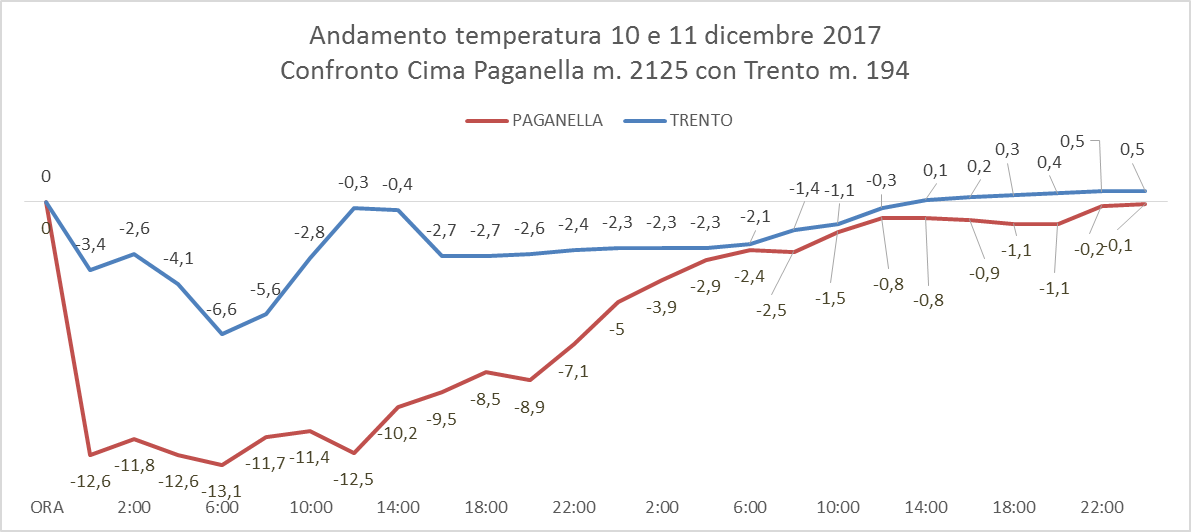 Andamento temperatura 10 e 11 dicembre 2017
Confronto Cima Paganella m. 2125 con Trento m. 194
PAGANELLA TRENTO
0 -3,4 -2,6 -4,1 -6,6 -5,6 -2,8 -0,3 -0,4 -2,7 -2,7 -2,6 -2,4 -2,3 -2,3 -2,3 -2,1 -1,4 -1,1 -0,3 0,1 0,2 0,3 0,4 0,5 0,5
0 -12,6 -11,8 -12,6 -13,1 -11,7 -11,4 -12,5 -10,2 -9,5 -8,5 -8,9 -7,1 -5 -3,9 -2,9 -2,4 -2,5 -1,5 -0,8 -0,8 -0,9 -1,1 -1,1 -0,2 -0,1
ORA 2:00 6:00 10:00 14:00 18:00 22:00 2:00 6:00 10:00 14:00 18:00 22:00